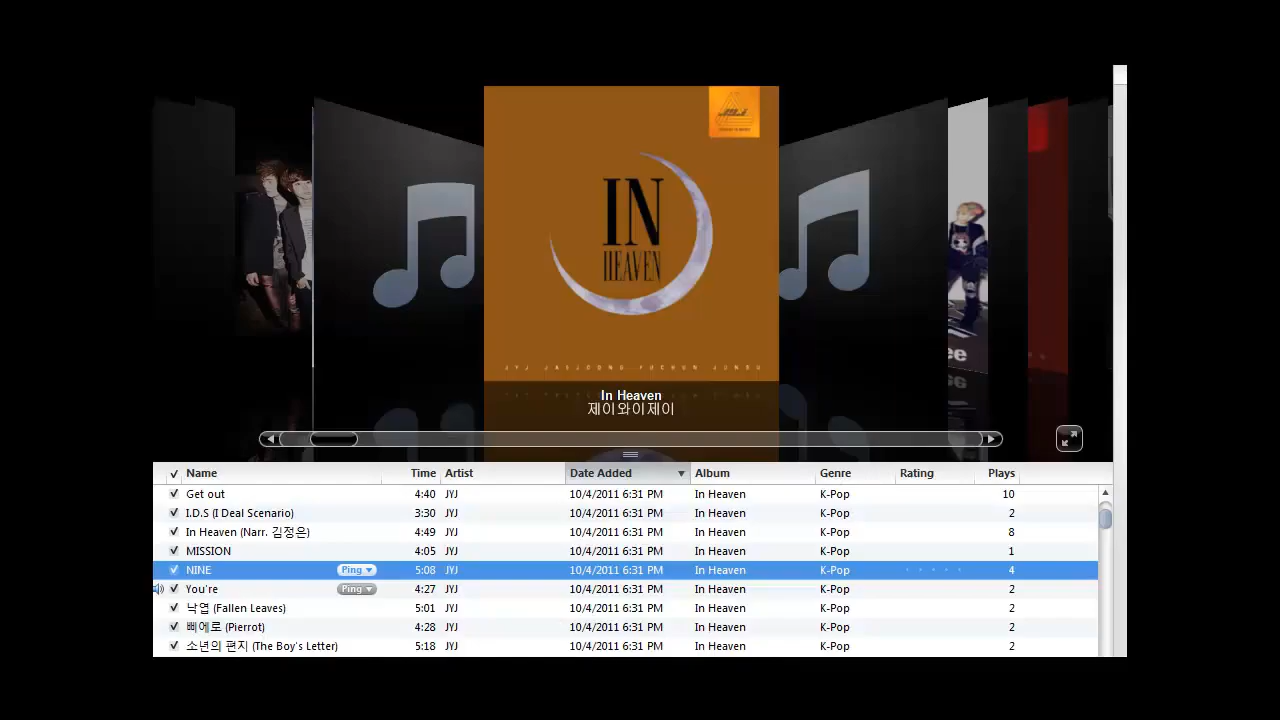 JYJ
IN
HEAVEN
JYJ JAEJOONG YUCHUN JUNSU
ee
In Heaven
제이와이제이
Name Time Artist Date Added Album Genre Rating Plays
Get out 4:40 JYJ 10/4/2011 6:31 PM In Heaven K-Pop 10
I.D.S (I Deal Scenario) 3:30 JYJ 10/4/2011 6:31 PM In Heaven K-Pop 2
In Heaven (Narr. 김정은) 4:49 JYJ 10/4/2011 6:31 PM In Heaven K-Pop 8
MISSION 4:05 JYJ 10/4/2011 6:31 PM In Heaven K-Pop 1
NINE Ping 5:08 JYJ 10/4/2011 6:31 PM In Heaven K-Pop 4
You're Ping 4:27 JYJ 10/4/2011 6:31 PM In Heaven K-Pop 2
낙엽 (Fallen Leaves) 5:01 JYJ 10/4/2011 6:31 PM In Heaven K-Pop 2
삐에로 (Pierrot) 4:28 JYJ 10/4/2011 6:31 PM In Heaven K-Pop 2
소년의 편지 (The Boy's Letter) 5:18 JYJ 10/4/2011 6:31 PM In Heaven K-Pop 2